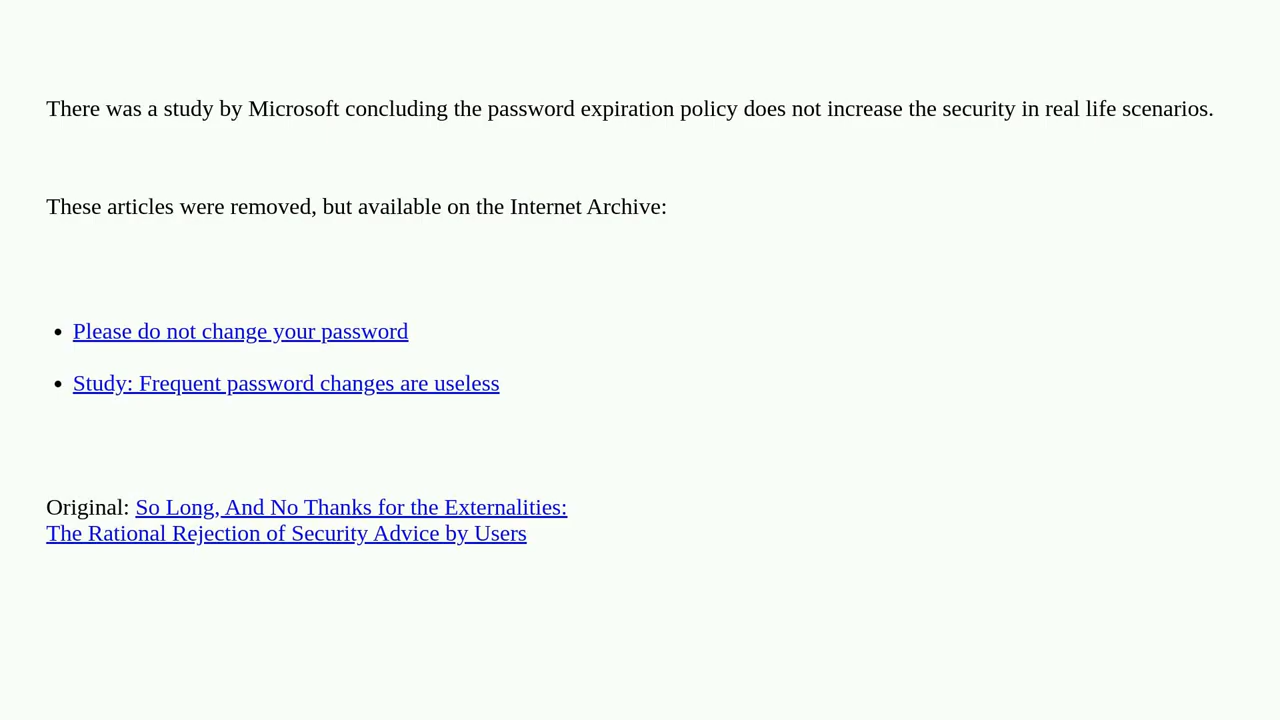 There was a study by Microsoft concluding the password expiration policy does not increase the security in real life scenarios.
These articles were removed, but available on the Internet Archive:
• Please do not change your password
• Study: Frequent password changes are useless
Original: So Long, And No Thanks for the Externalities:
The Rational Rejection of Security Advice by Users